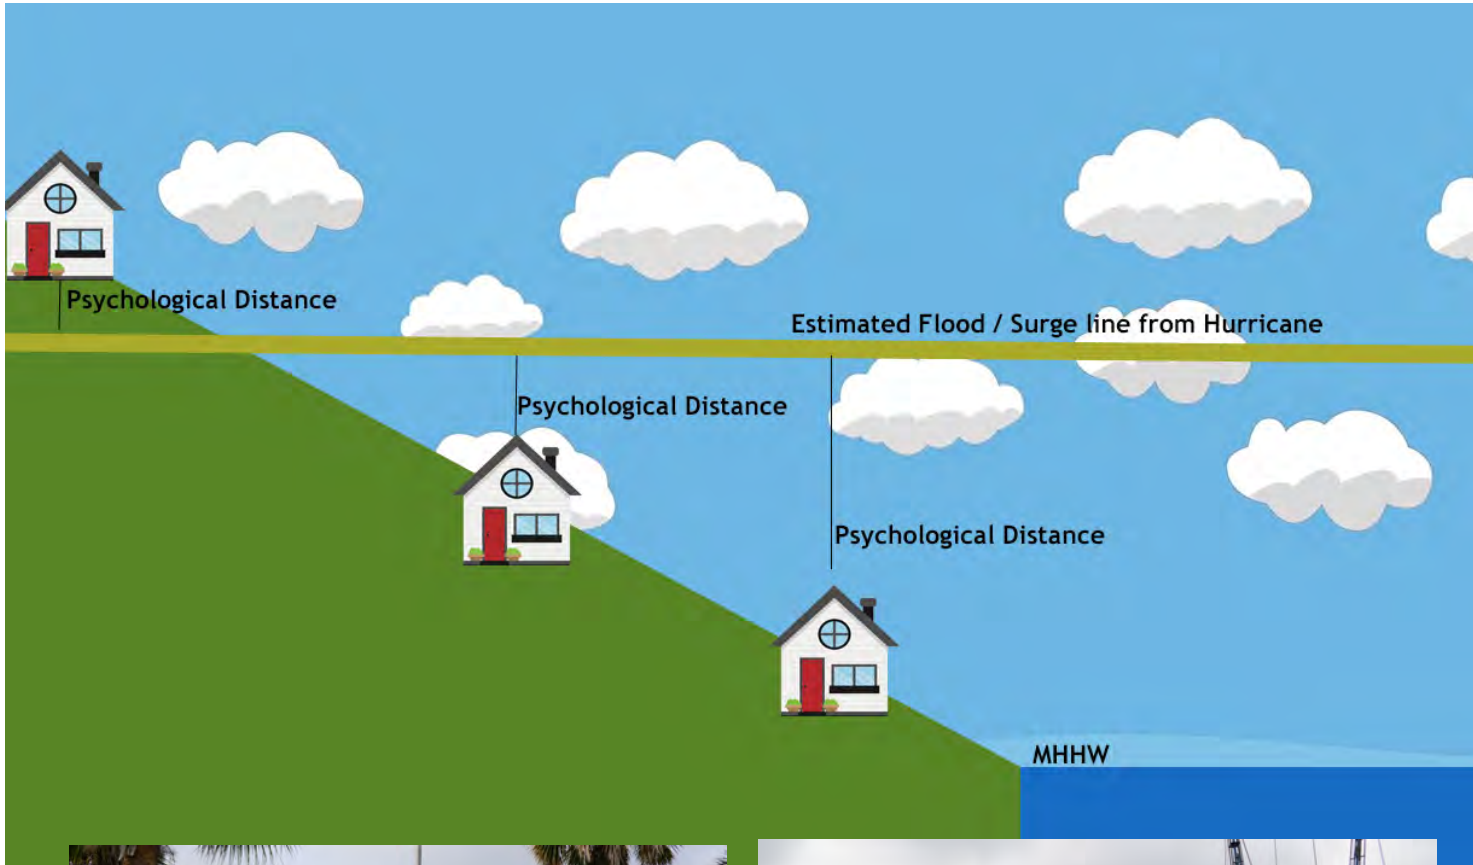 Psychological Distance
Estimated Flood / Surge line from Hurricane
Psychological Distance
Psychological Distance
MHHW